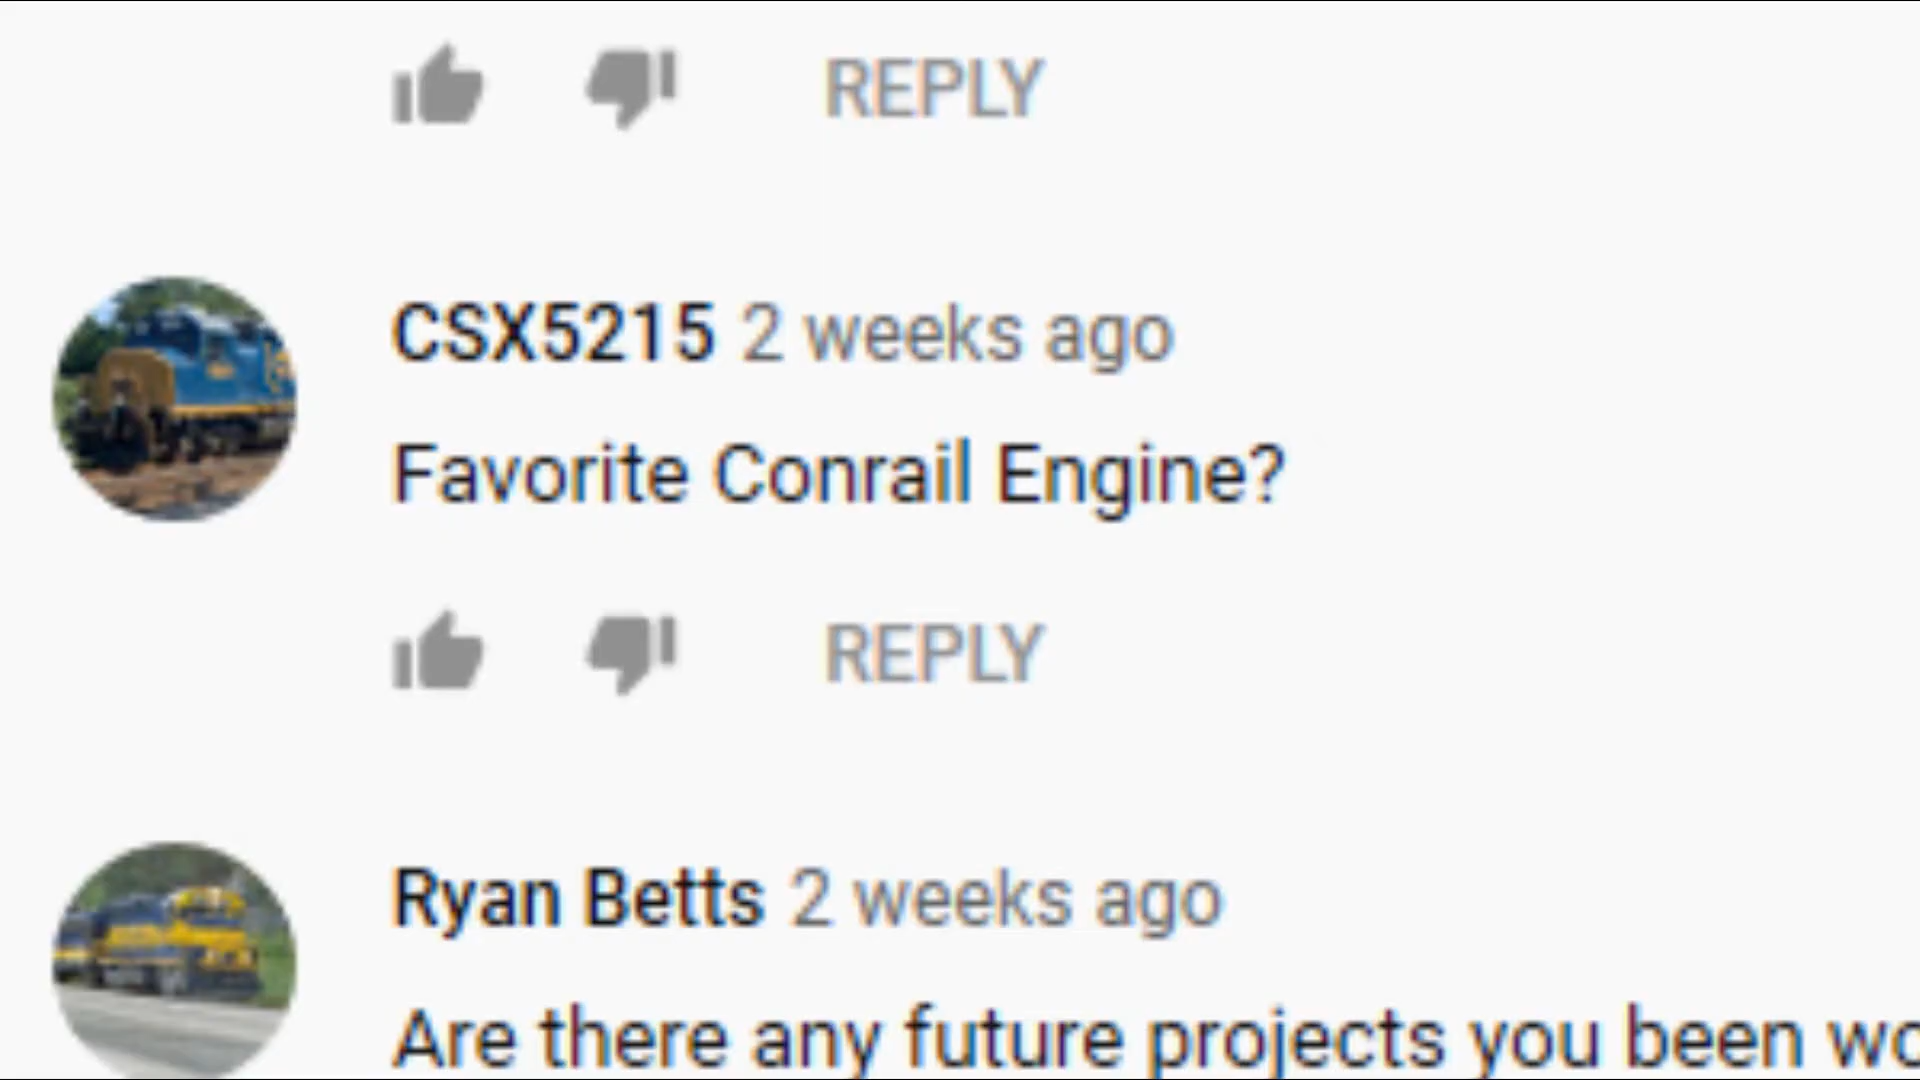 REPLY
CSX5215 2 weeks ago
Favorite Conrail Engine?
REPLY
Ryan Betts 2 weeks ago
Are there any future projects you been